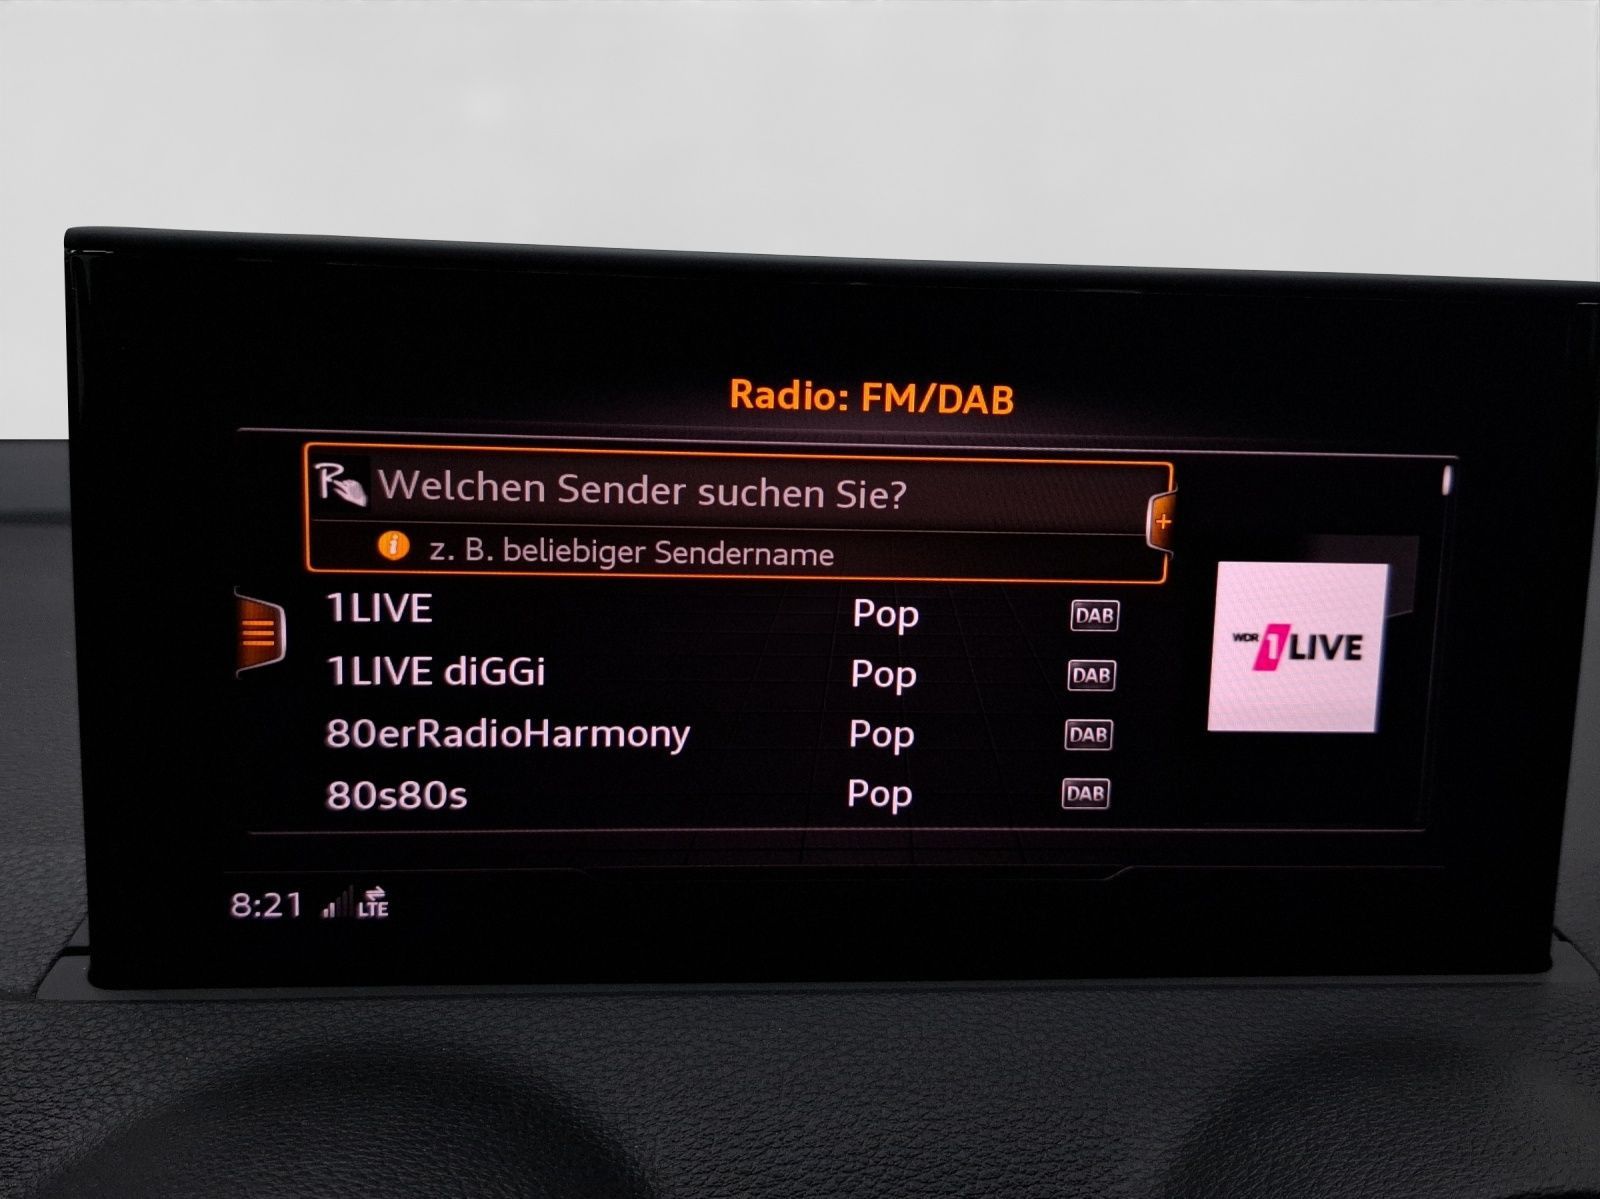 Radio: FM/DAB
Welchen Sender suchen Sie?
z. B. beliebiger Sendername
1LIVE Pop DAB
1LIVE diGGi Pop DAB
80erRadioHarmony Pop DAB
80s80s Pop DAB
WDR 1LIVE
8:21 LTE